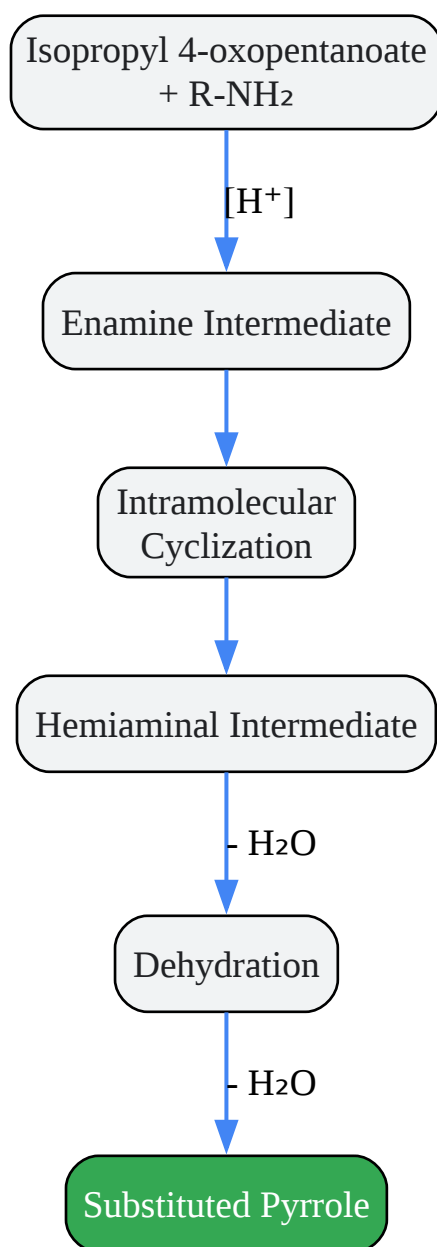 Isopropyl 4-oxopentanoate
+ R-NH₂
[H⁺]
Enamine Intermediate
Intramolecular
Cyclization
Hemiaminal Intermediate
- H₂O
Dehydration
- H₂O
Substituted Pyrrole